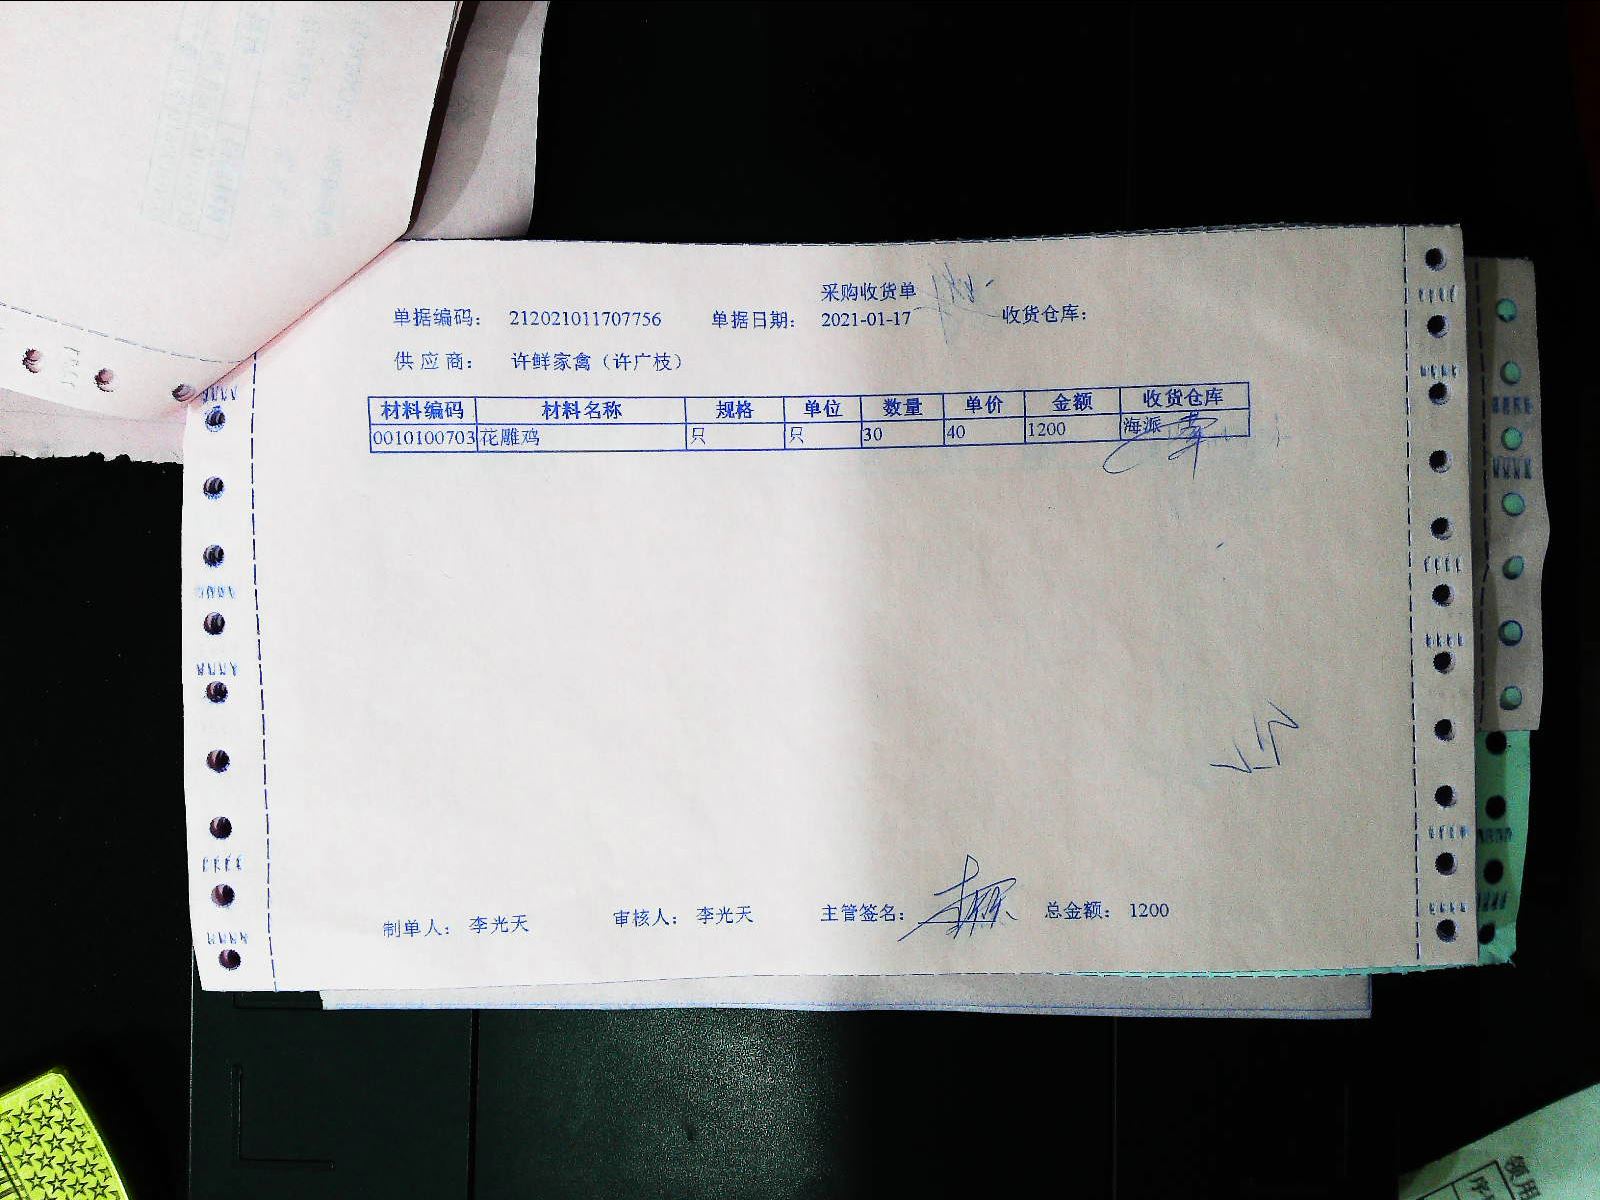 采购收货单
单据编码： 212021011707756 单据日期： 2021-01-17 收货仓库：
供 应 商： 许鲜家禽（许广枝）
材料编码 材料名称 规格 单位 数量 单价 金额 收货仓库
0010100703 花雕鸡 只 只 30 40 1200 海派
制单人： 李光天 审核人： 李光天 主管签名： 总金额： 1200